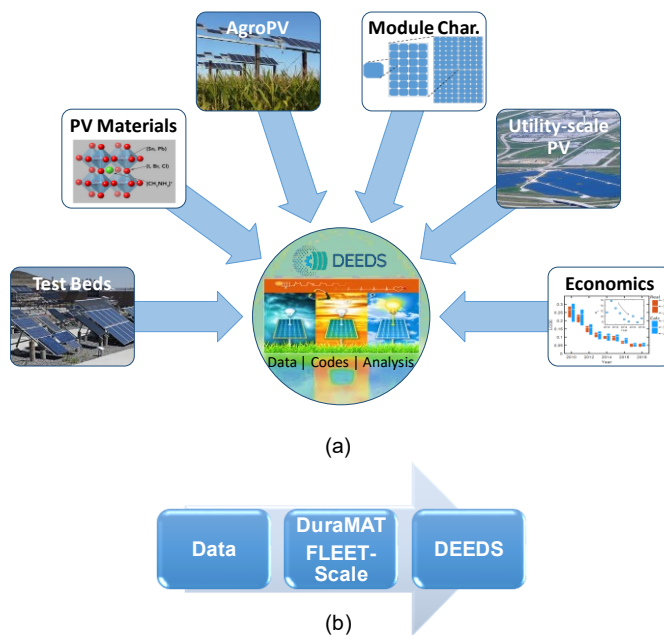 AgroPV
Module Char.
PV Materials
(Sn, Pb)
(I, Br, Cl)
[CH₃NH₃]⁺
Utility-scale
PV
DEEDS
Test Beds
Economics
Year
Data | Codes | Analysis
(a)
Data
DuraMAT
FLEET-
Scale
DEEDS
(b)